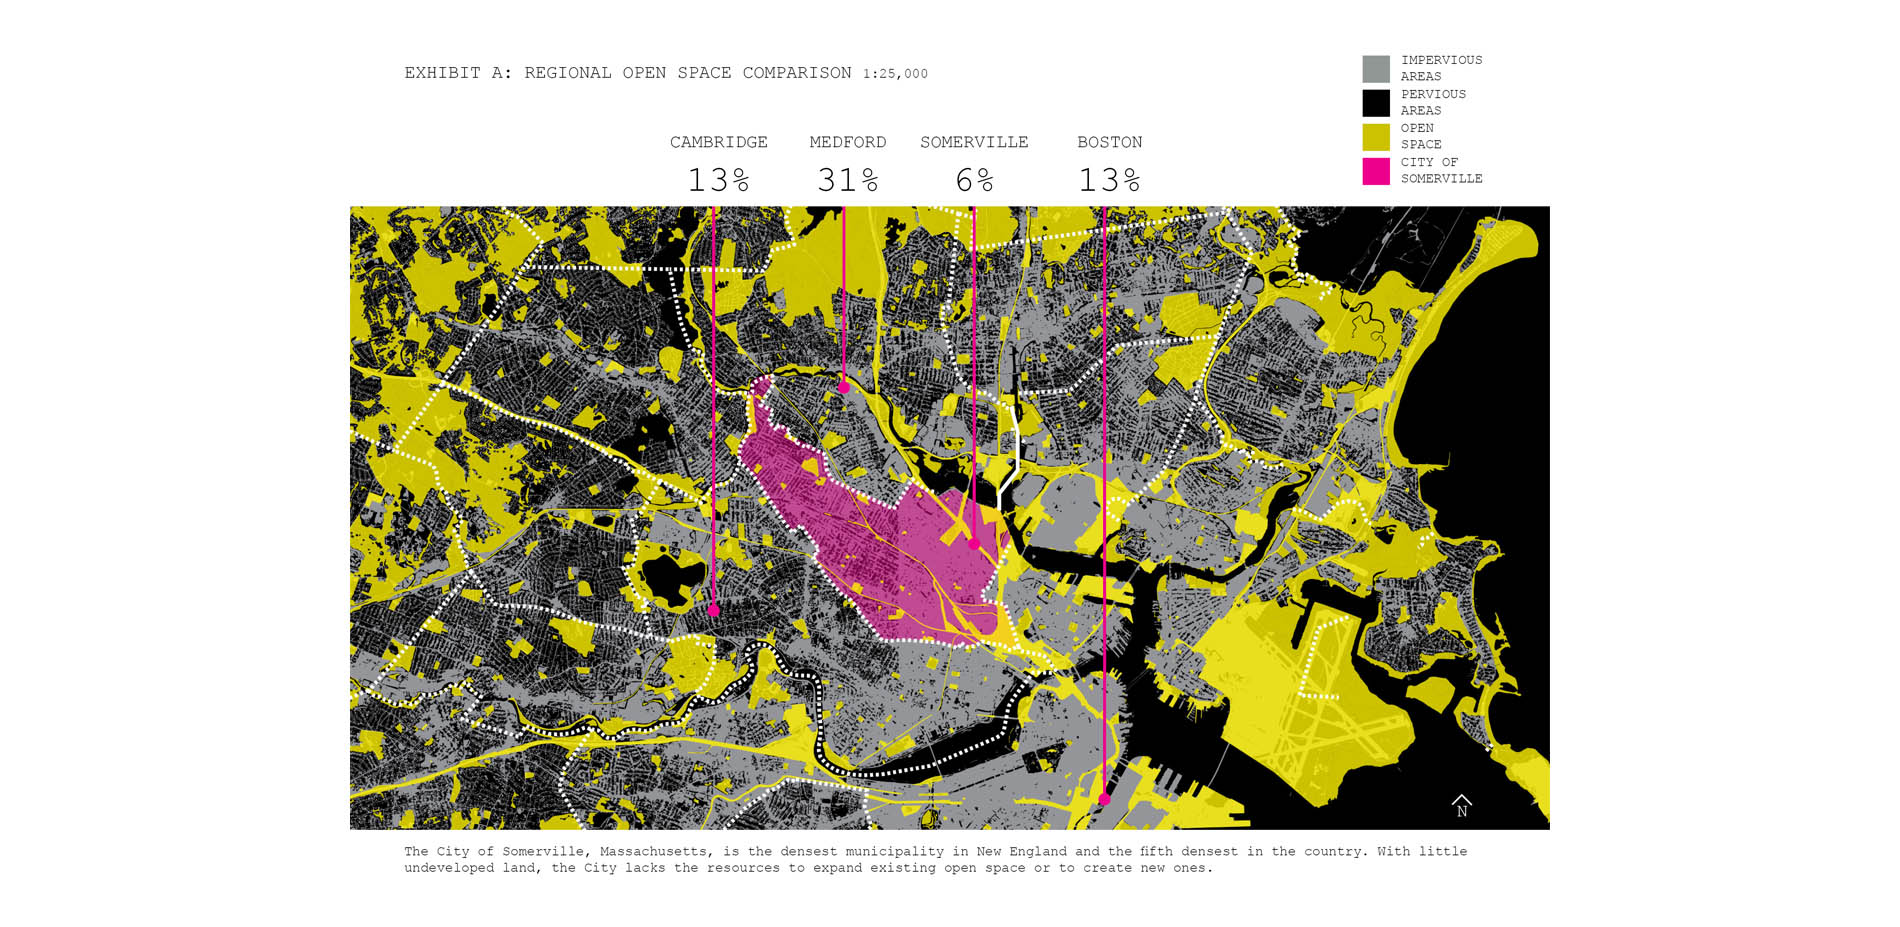 EXHIBIT A: REGIONAL OPEN SPACE COMPARISON 1:25,000
IMPERVIOUS
AREAS
PERVIOUS
AREAS
OPEN
SPACE
CITY OF
SOMERVILLE
CAMBRIDGE MEDFORD SOMERVILLE BOSTON
13% 31% 6% 13%
N
The City of Somerville, Massachusetts, is the densest municipality in New England and the fifth densest in the country. With little
undeveloped land, the City lacks the resources to expand existing open space or to create new ones.